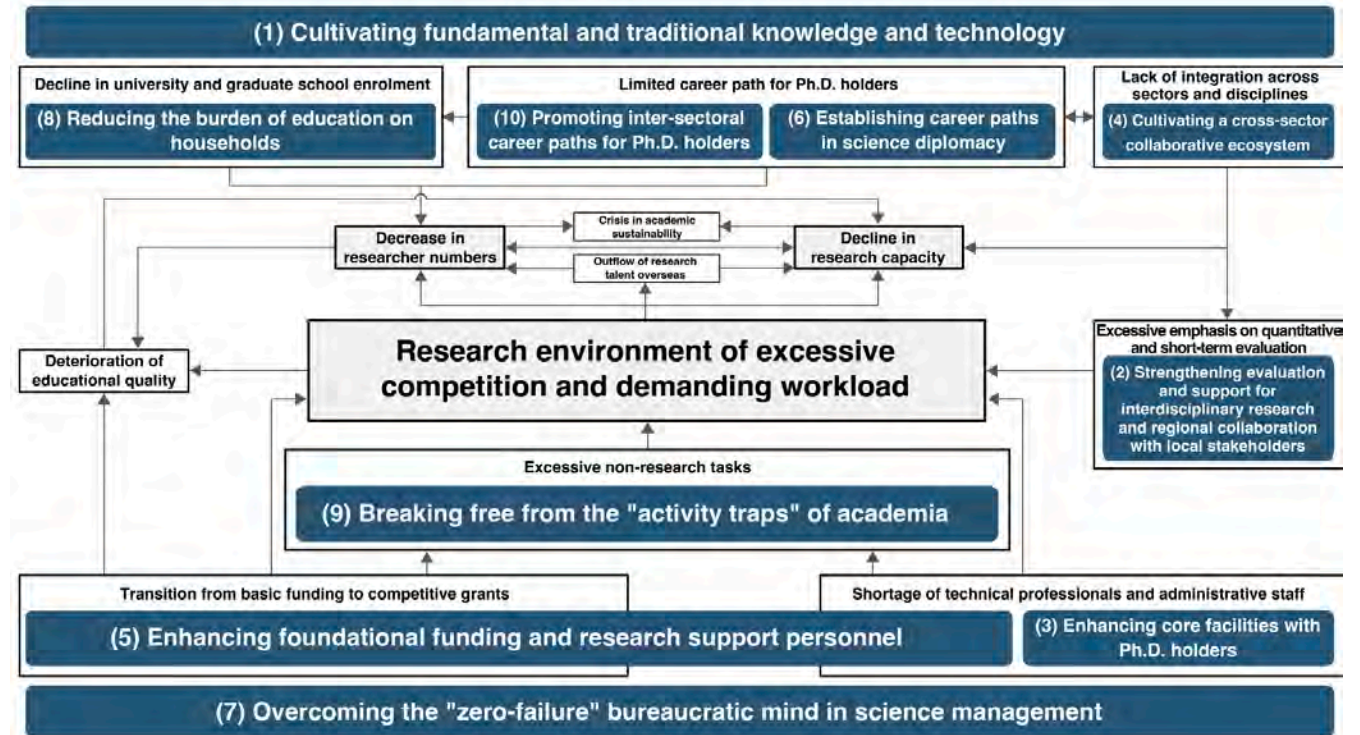 (1) Cultivating fundamental and traditional knowledge and technology
Decline in university and graduate school enrolment
(8) Reducing the burden of education on
households
Limited career path for Ph.D. holders
(10) Promoting inter-sectoral
career paths for Ph.D. holders
(6) Establishing career paths
in science diplomacy
Lack of integration across
sectors and disciplines
(4) Cultivating a cross-sector
collaborative ecosystem
Decrease in
researcher numbers
Crisis in academic
sustainability
Outflow of research
talent overseas
Decline in
research capacity
Deterioration of
educational quality
Research environment of excessive
competition and demanding workload
Excessive emphasis on quantitative
and short-term evaluation
(2) Strengthening evaluation
and support for
interdisciplinary research
and regional collaboration
with local stakeholders
Excessive non-research tasks
(9) Breaking free from the "activity traps" of academia
Transition from basic funding to competitive grants
Shortage of technical professionals and administrative staff
(5) Enhancing foundational funding and research support personnel
(3) Enhancing core facilities with
Ph.D. holders
(7) Overcoming the "zero-failure" bureaucratic mind in science management